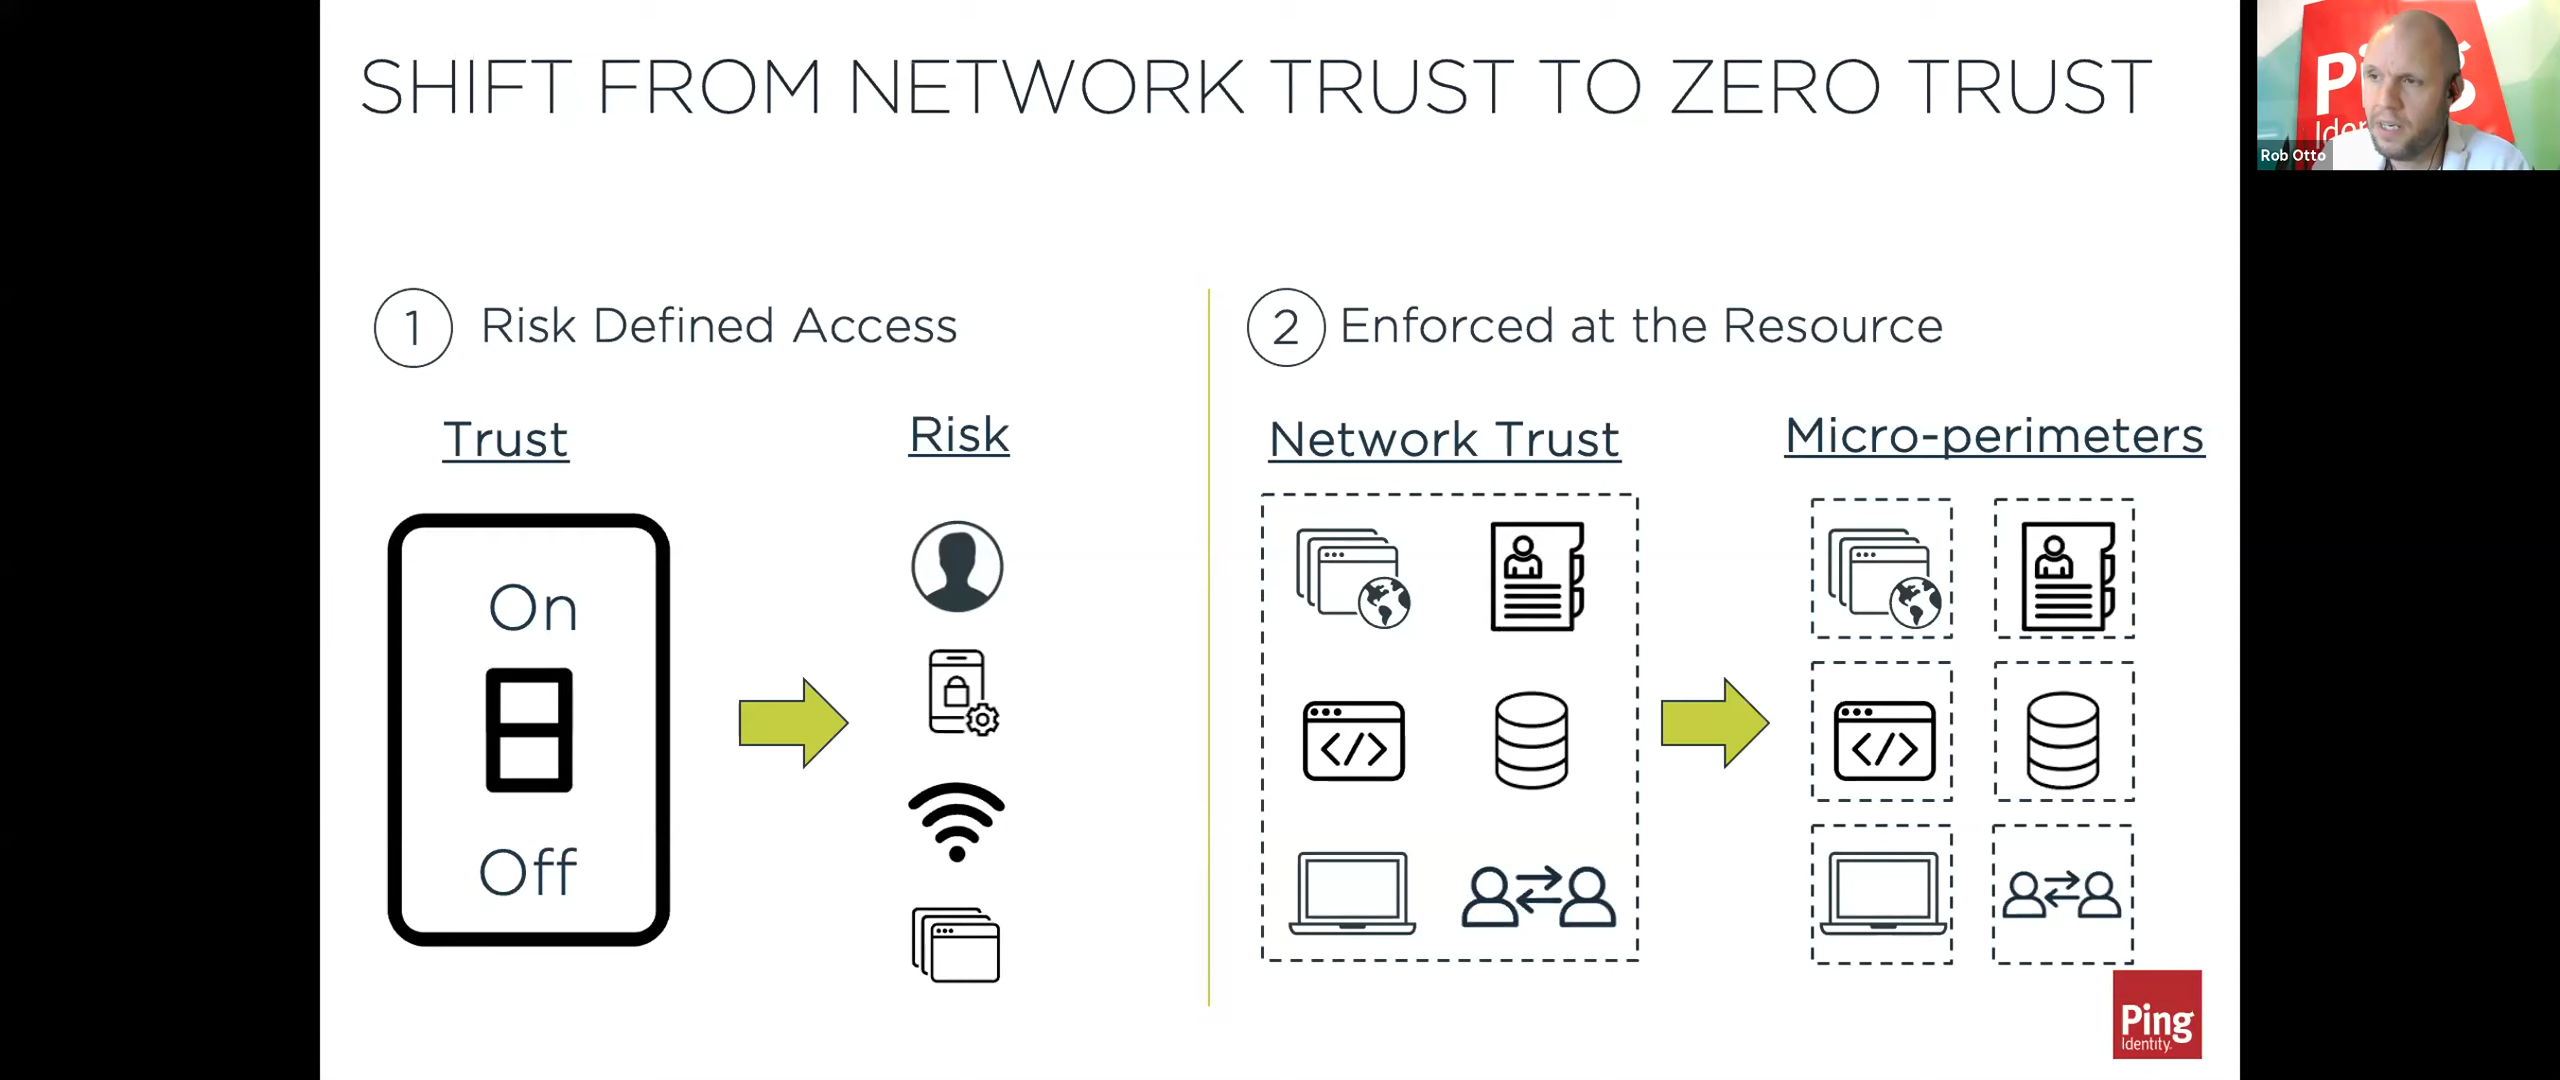 SHIFT FROM NETWORK TRUST TO ZERO TRUST
1 Risk Defined Access
Trust
Risk
On
Off
2 Enforced at the Resource
Network Trust
Micro-perimeters
</>
</>
Ping
Identity.
Rob Otto